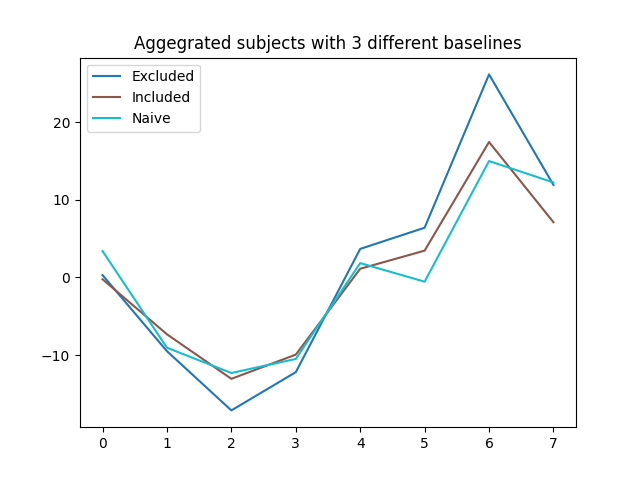 Aggegrated subjects with 3 different baselines
Excluded
Included
Naive
20
10
0
−10
0 1 2 3 4 5 6 7